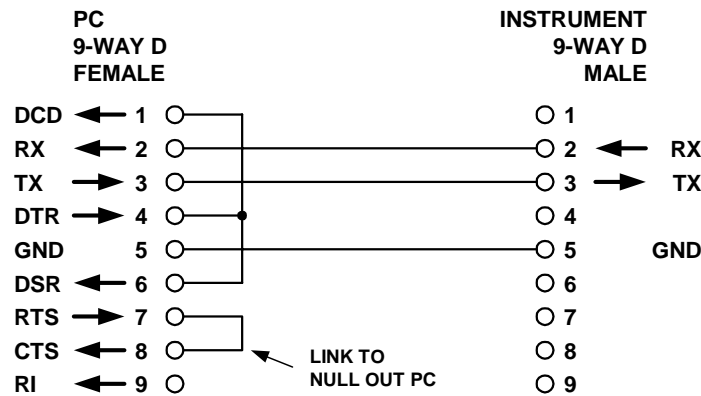 PC
9-WAY D
FEMALE
INSTRUMENT
9-WAY D
MALE
DCD 1 1
RX 2 2 RX
TX 3 3 TX
DTR 4 4
GND 5 5 GND
DSR 6 6
RTS 7 7
CTS 8 8
RI 9 9
LINK TO
NULL OUT PC